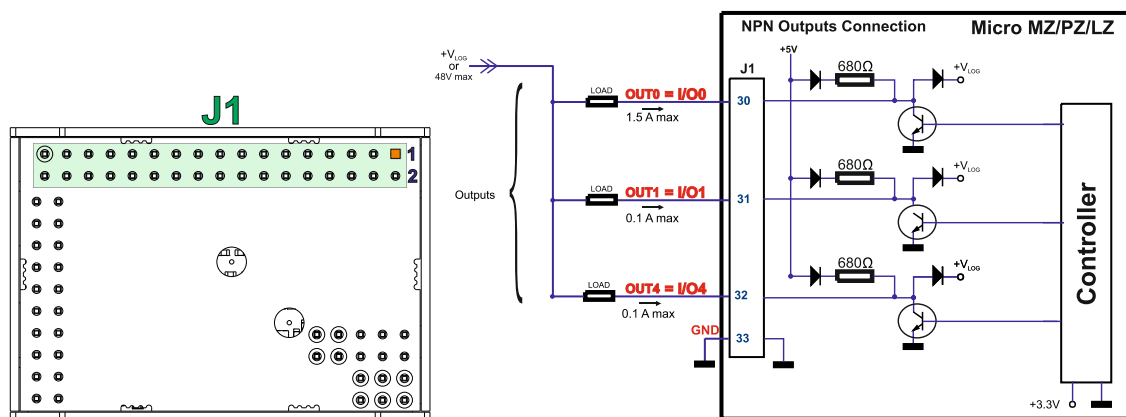 J1
1
2
+VLOG
or
48V max
Outputs
LOAD
OUT0 = I/O0
1.5 A max
LOAD
OUT1 = I/O1
0.1 A max
LOAD
OUT4 = I/O4
0.1 A max
GND
NPN Outputs Connection
Micro MZ/PZ/LZ
+5V
J1
30
31
32
33
680Ω
+VLOG
680Ω
+VLOG
680Ω
+VLOG
Controller
+3.3V